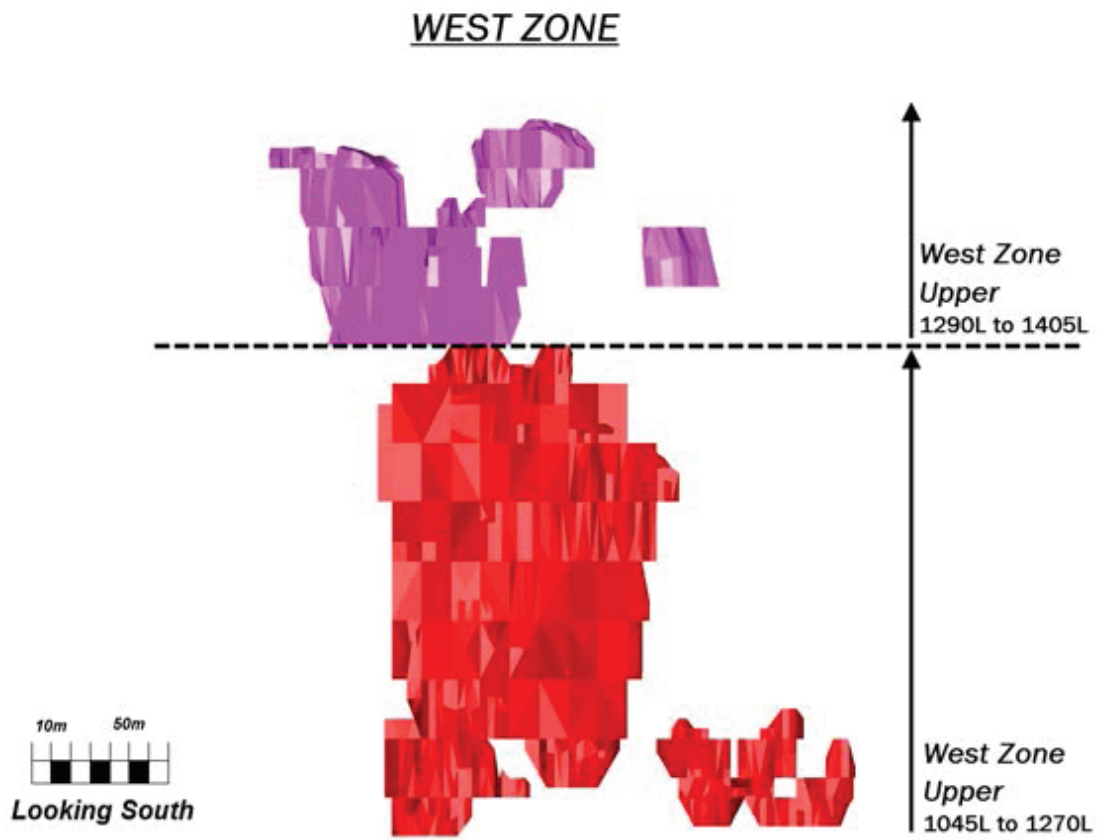 WEST ZONE
West Zone
Upper
1290L to 1405L
10m 50m
Looking South
West Zone
Upper
1045L to 1270L